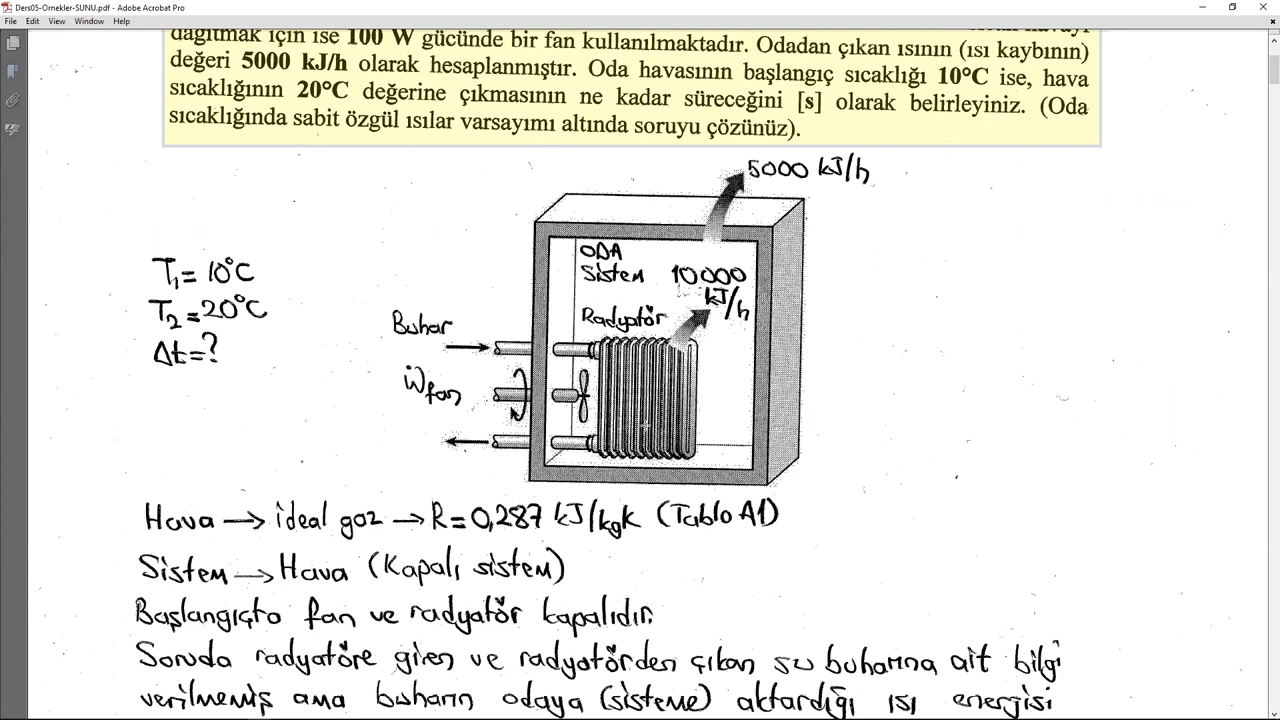 Ders05-Ornekler-SUNU.pdf - Adobe Acrobat Pro
File Edit View Window Help
dağıtmak için ise 100 W gücünde bir fan kullanılmaktadır. Odadan çıkan ısının (ısı kaybının)
değeri 5000 kJ/h olarak hesaplanmıştır. Oda havasının başlangıç sıcaklığı 10°C ise, hava
sıcaklığının 20°C değerine çıkmasının ne kadar süreceğini [s] olarak belirleyiniz. (Oda
sıcaklığında sabit özgül ısılar varsayımı altında soruyu çözünüz).
5000 kJ/h
ODA
Sistem
10000
kJ/h
T₁= 10°C
T₂=20°C
Δt=?
Radyatör
Buhar
Ẇfan
Hava → ideal gaz → R=0,287 kJ/kgK (Tablo A1)
Sistem → Hava (Kapalı sistem)
Başlangıçta fan ve radyatör kapalıdır.
Soruda radyatöre giren ve radyatörden çıkan su buharına ait bilgi
verilmemiş ama buharın odaya (sisteme) aktardığı ısı enerjisi